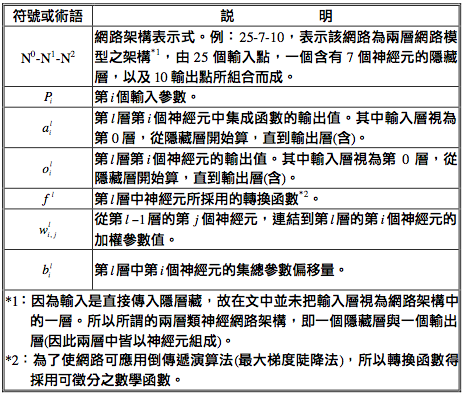 符號或術語 說 明
N⁰-N¹-N² 網路架構表示式。例：25-7-10，表示該網路為兩層網路模
型之架構*1，由 25 個輸入點，一個含有 7 個神經元的隱藏
層，以及 10 輸出點所組合而成。
Pᵢ 第 i 個輸入參數。
aᵢˡ 第 l 層第 i 個神經元中集成函數的輸出值。其中輸入層視為
第 0 層，從隱藏層開始算，直到輸出層(含)。
oᵢˡ 第 l 層第 i 個神經元的輸出值。其中輸入層視為第 0 層，從
隱藏層開始算，直到輸出層(含)。
f ˡ 第 l 層中神經元所採用的轉換函數*2。
wˡᵢ,ⱼ 從第 l −1 層的第 j 個神經元，連結到第 l 層的第 i 個神經元的
加權參數值。
bᵢˡ 第 l 層中第 i 個神經元的集總參數偏移量。
*1：因為輸入是直接傳入隱層藏，故在文中並未把輸入層視為網路架構中
的一層。所以所謂的兩層類神經網路架構，即一個隱藏層與一個輸出
層(因此兩層中皆以神經元組成)。
*2：為了使網路可應用倒傳遞演算法(最大梯度陡降法)，所以轉換函數得
採用可微分之數學函數。